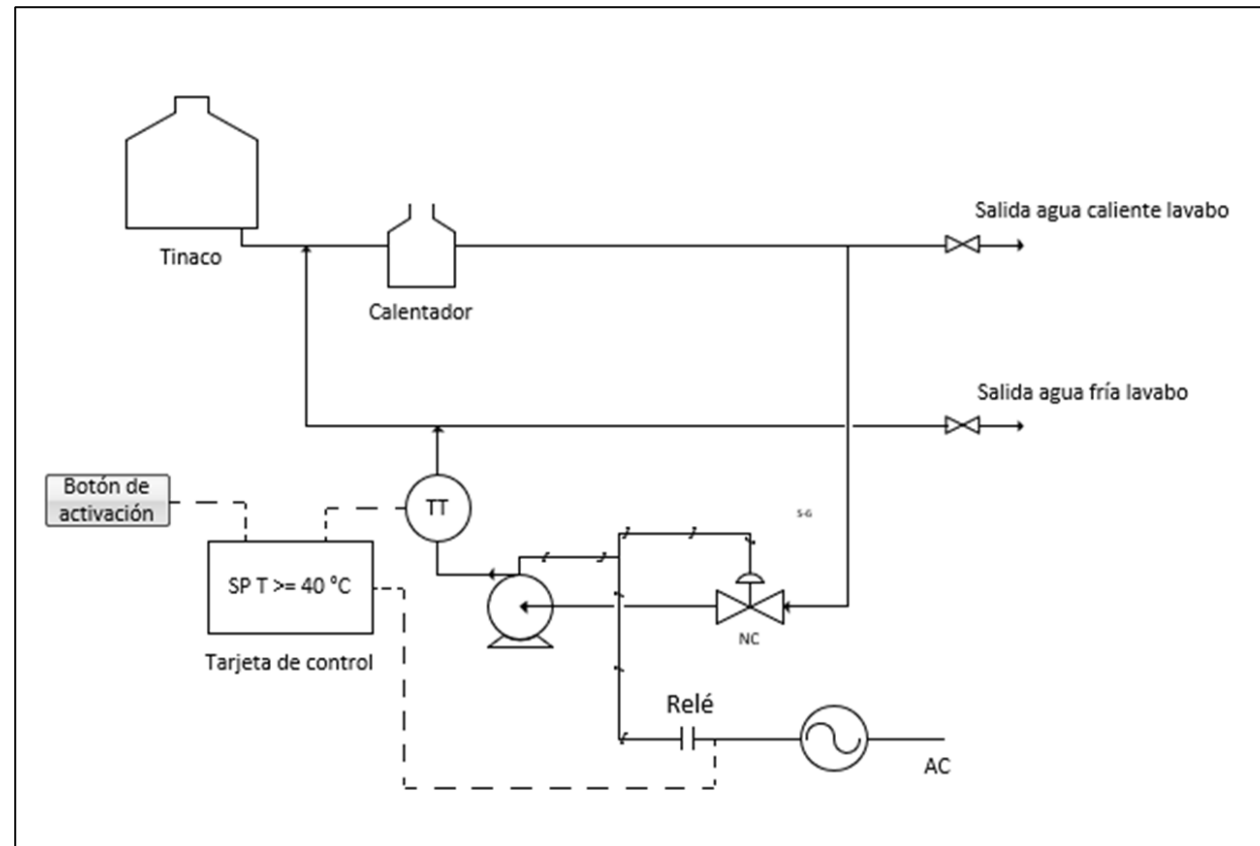 Salida agua caliente lavabo
Tinaco
Calentador
Salida agua fría lavabo
Botón de
activación
TT
S-G
SP T >= 40 °C
NC
Tarjeta de control
Relé
AC